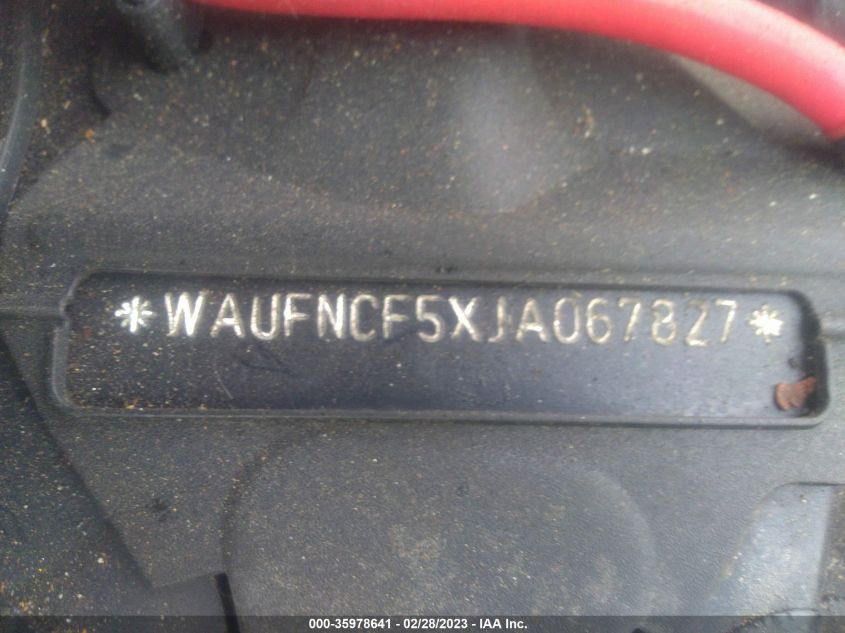 *WAUFNCF5XJA067827*
000-35978641 - 02/28/2023 - IAA Inc.